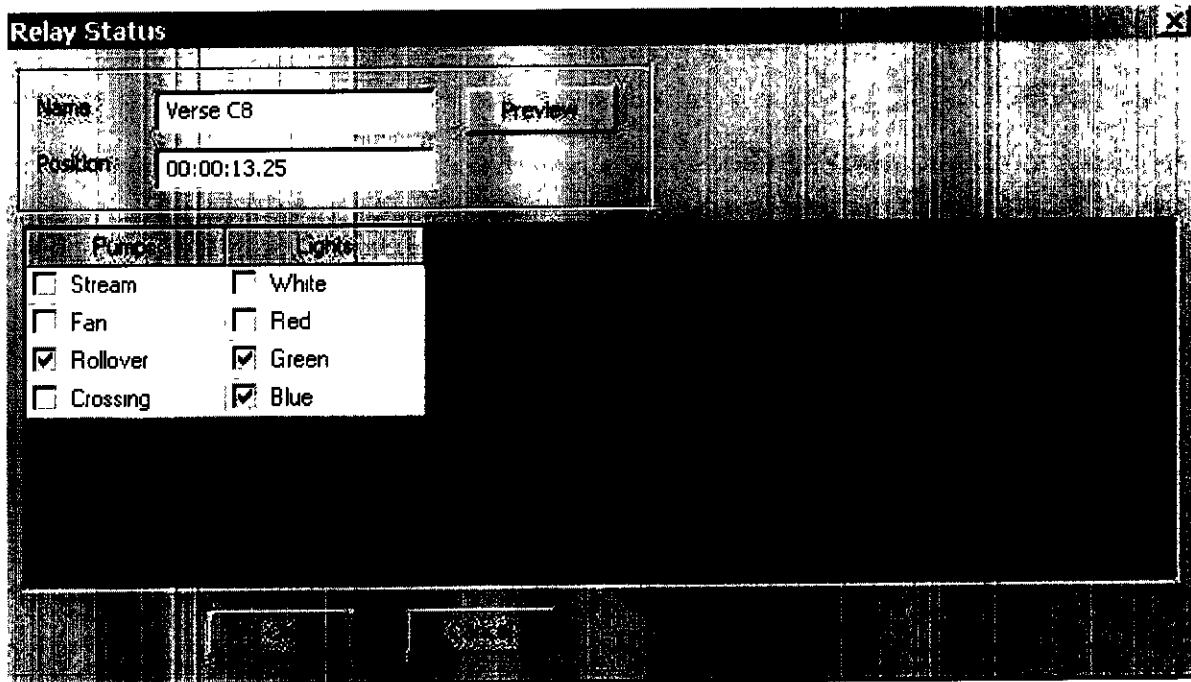 Relay Status
Name Verse C8 Preview
Position 00:00:13.25
Pumps Lights
Stream White
Fan Red
Rollover Green
Crossing Blue